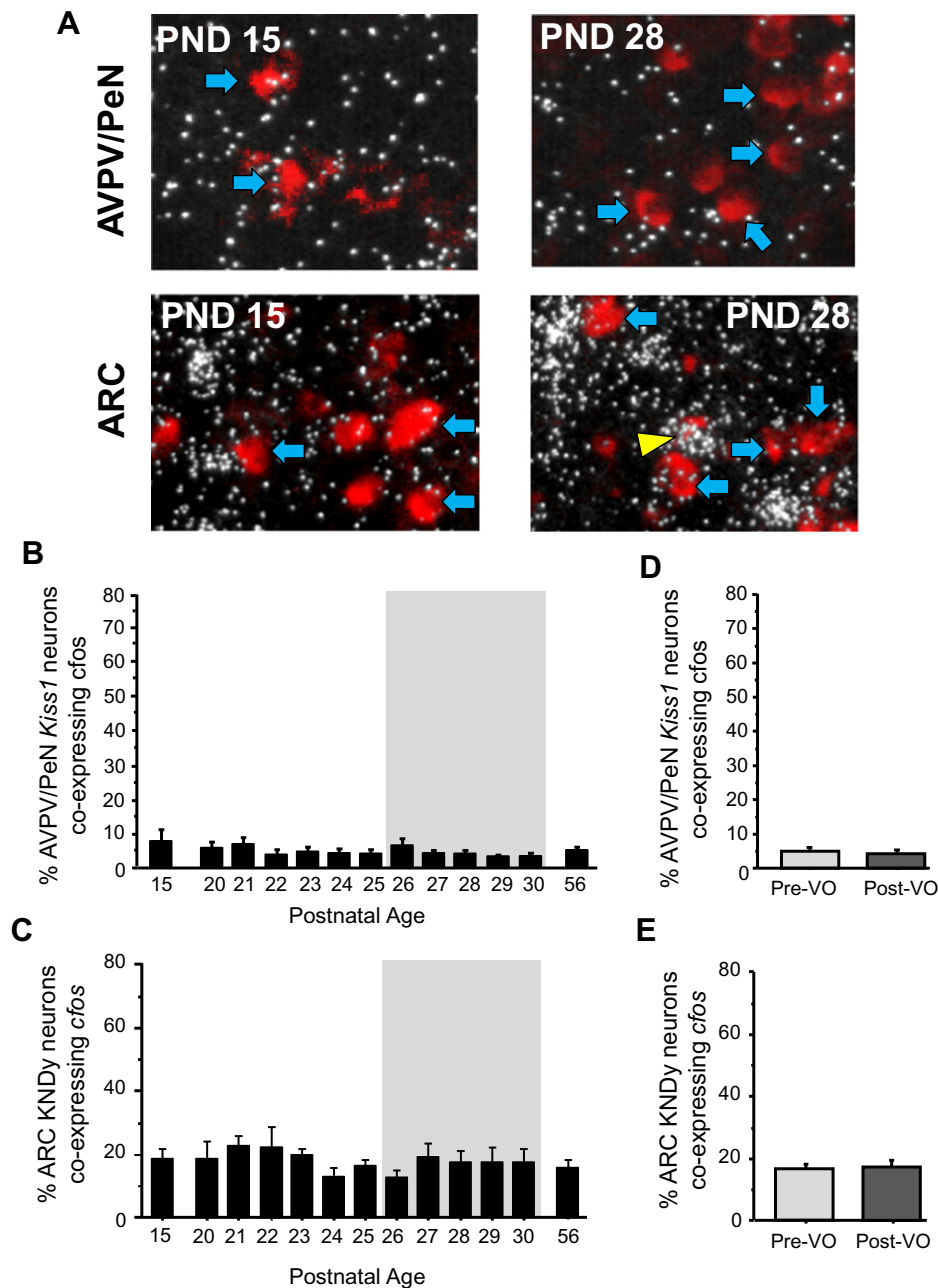 A
AVPV/PeN
PND 15
PND 28
ARC
PND 15
PND 28
B
% AVPV/PeN Kiss1 neurons
co-expressing cfos
80
70
60
50
40
30
20
10
0
15 20 21 22 23 24 25 26 27 28 29 30 56
Postnatal Age
D
% AVPV/PeN Kiss1 neurons
co-expressing cfos
80
70
60
50
40
30
20
10
0
Pre-VO Post-VO
C
% ARC KNDy neurons
co-expressing cfos
80
60
40
20
0
15 20 21 22 23 24 25 26 27 28 29 30 56
Postnatal Age
E
% ARC KNDy neurons
co-expressing cfos
80
60
40
20
0
Pre-VO Post-VO